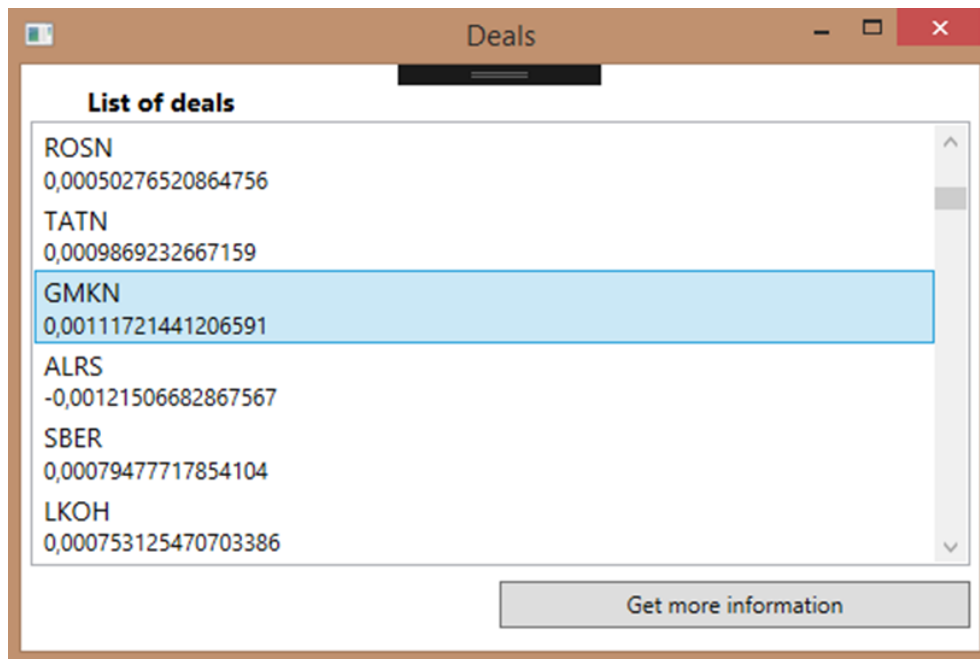 Deals
List of deals
ROSN
0,00050276520864756
TATN
0,0009869232667159
GMKN
0,00111721441206591
ALRS
-0,00121506682867567
SBER
0,00079477717854104
LKOH
0,000753125470703386
Get more information